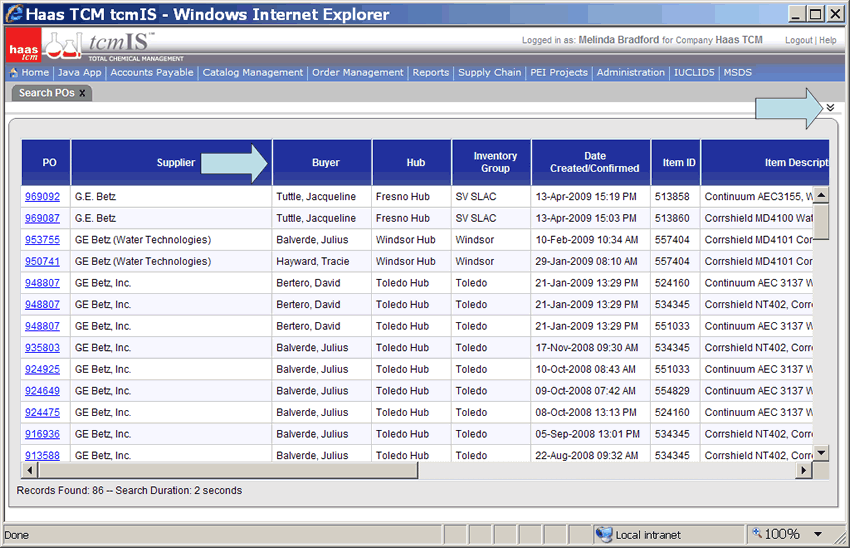 Haas TCM tcmIS - Windows Internet Explorer
haas tcm
tcmIS™
TOTAL CHEMICAL MANAGEMENT
Logged in as: Melinda Bradford for Company Haas TCM
Logout | Help
Home | Java App | Accounts Payable | Catalog Management | Order Management | Reports | Supply Chain | PEI Projects | Administration | IUCLID5 | MSDS
Search POs x
PO Supplier Buyer Hub Inventory Group Date Created/Confirmed Item ID Item Descript
969092 G.E. Betz Tuttle, Jacqueline Fresno Hub SV SLAC 13-Apr-2009 15:19 PM 513858 Continuum AEC3155, W
969087 G.E. Betz Tuttle, Jacqueline Fresno Hub SV SLAC 13-Apr-2009 15:03 PM 513860 Corrshield MD4100 Wat
953755 GE Betz (Water Technologies) Balverde, Julius Windsor Hub Windsor 10-Feb-2009 10:34 AM 557404 Corrshield MD4101 Con
950741 GE Betz (Water Technologies) Hayward, Tracie Windsor Hub Windsor 29-Jan-2009 08:10 AM 557404 Corrshield MD4101 Con
948807 GE Betz, Inc. Bertero, David Toledo Hub Toledo 21-Jan-2009 13:29 PM 524160 Continuum AEC 3137 W
948807 GE Betz, Inc. Bertero, David Toledo Hub Toledo 21-Jan-2009 13:29 PM 534345 Corrshield NT402, Corro
948807 GE Betz, Inc. Bertero, David Toledo Hub Toledo 21-Jan-2009 13:29 PM 551033 Continuum AEC 3137 W
935803 GE Betz, Inc. Balverde, Julius Toledo Hub Toledo 17-Nov-2008 09:30 AM 534345 Corrshield NT402, Corro
924925 GE Betz, Inc. Balverde, Julius Toledo Hub Toledo 10-Oct-2008 08:43 AM 551033 Continuum AEC 3137 W
924649 GE Betz, Inc. Balverde, Julius Toledo Hub Toledo 09-Oct-2008 07:42 AM 554829 Continuum AEC 3137 W
924475 GE Betz, Inc. Balverde, Julius Toledo Hub Toledo 08-Oct-2008 13:13 PM 524160 Continuum AEC 3137 W
916936 GE Betz, Inc. Balverde, Julius Toledo Hub Toledo 05-Sep-2008 13:01 PM 534345 Corrshield NT402, Corro
913588 GE Betz, Inc. Balverde, Julius Toledo Hub Toledo 22-Aug-2008 09:32 AM 534345 Corrshield NT402, Corro
Records Found: 86 -- Search Duration: 2 seconds
Done
Local intranet
100%